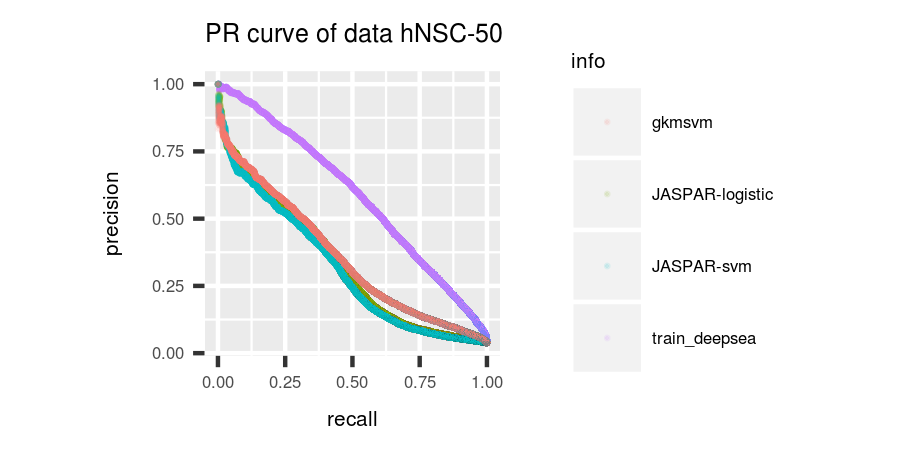 PR curve of data hNSC-50
precision
1.00
0.75
0.50
0.25
0.00
0.00 0.25 0.50 0.75 1.00
recall
info
gkmsvm
JASPAR-logistic
JASPAR-svm
train_deepsea